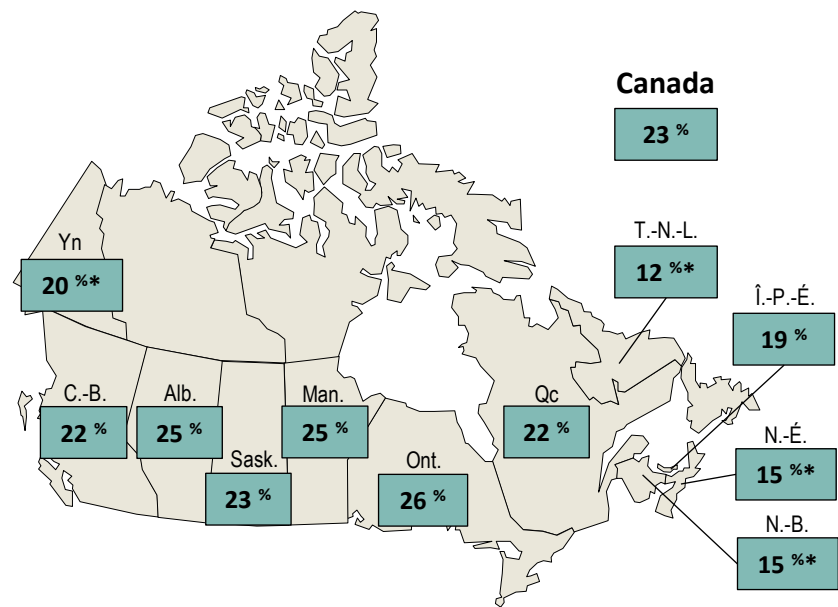 Canada
23 %
T.-N.-L.
12 %*
Yn
20 %*
Î.-P.-É.
19 %
C.-B.
22 %
Alb.
25 %
Man.
25 %
Qc
22 %
Sask.
23 %
Ont.
26 %
N.-É.
15 %*
N.-B.
15 %*